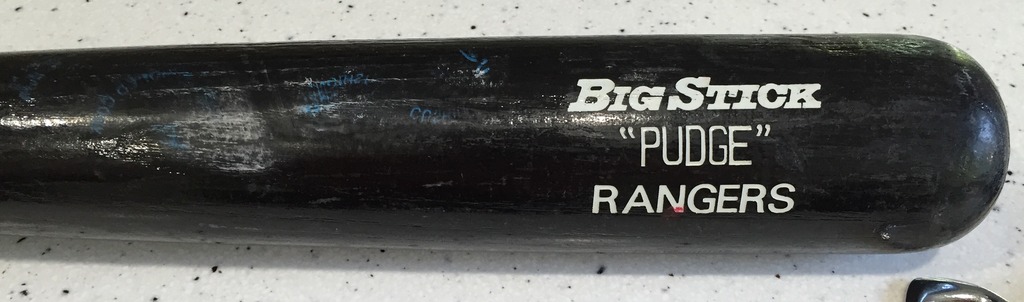 BIG STICK
"PUDGE"
RANGERS